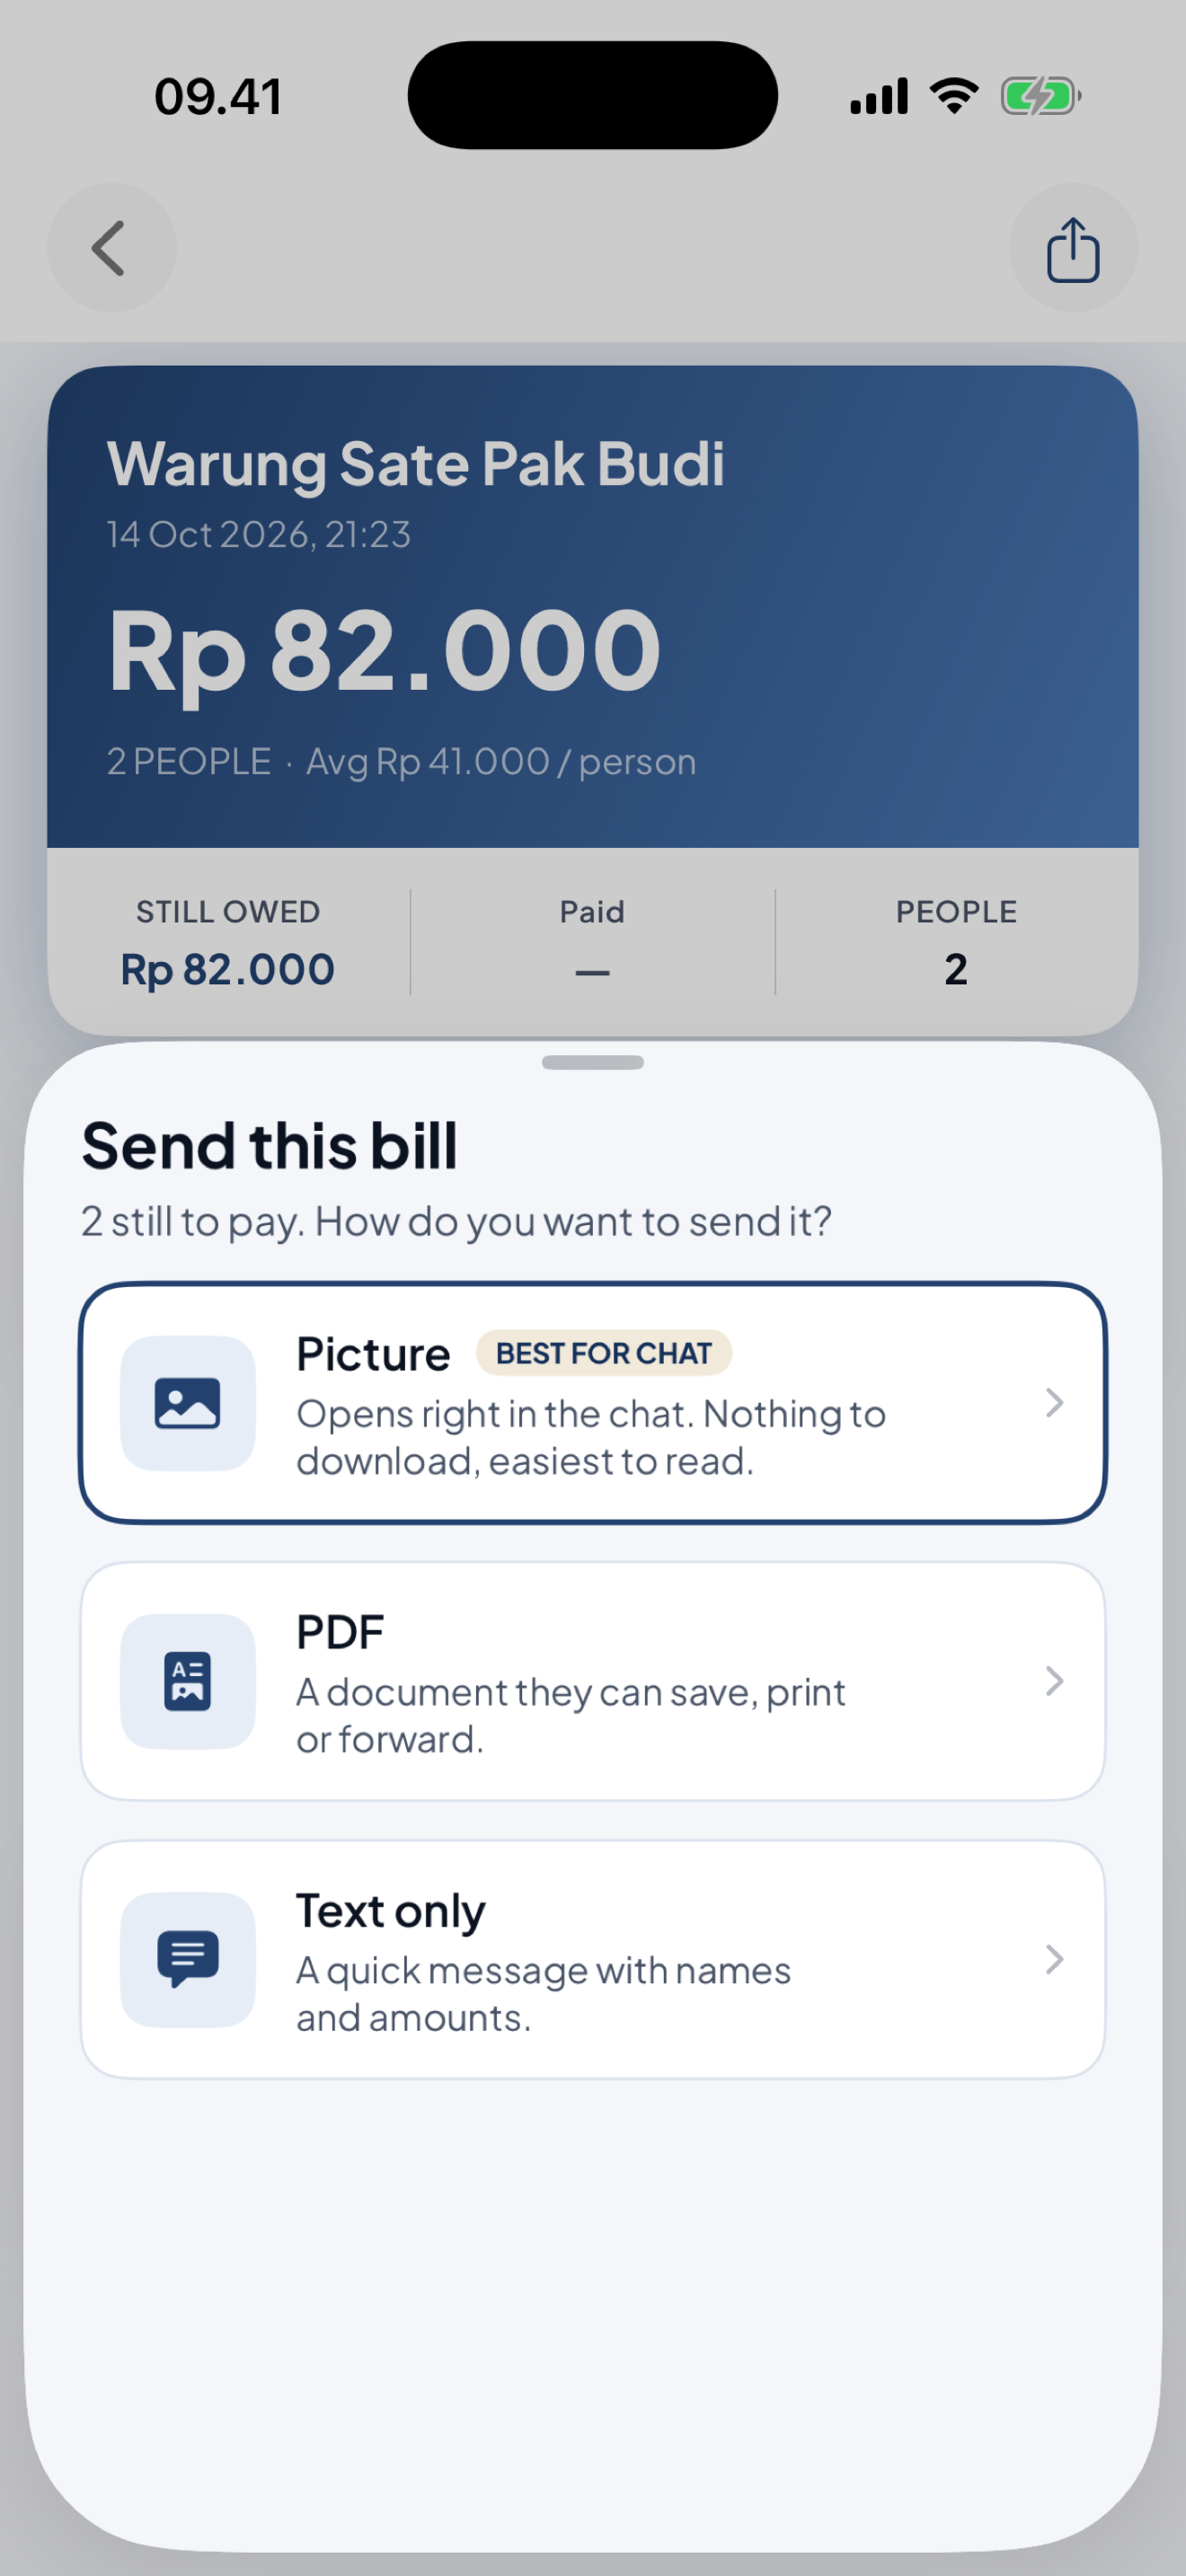 09.41
Warung Sate Pak Budi
14 Oct 2026, 21:23
Rp 82.000
2 PEOPLE · Avg Rp 41.000 / person
STILL OWED
Rp 82.000
Paid
—
PEOPLE
2
Send this bill
2 still to pay. How do you want to send it?
Picture BEST FOR CHAT
Opens right in the chat. Nothing to
download, easiest to read.
PDF
A document they can save, print
or forward.
Text only
A quick message with names
and amounts.